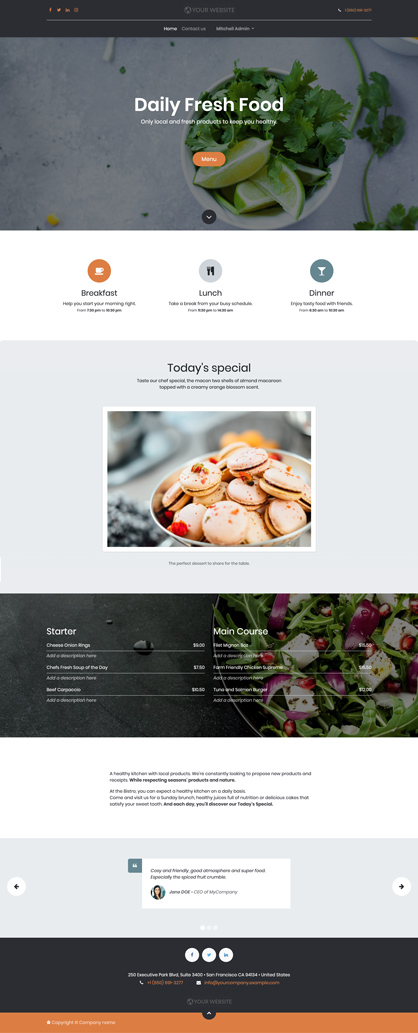 YOUR WEBSITE
+1 (650) 691-3277
Home Contact us Mitchell Admin
Daily Fresh Food
Only local and fresh products to keep you healthy.
Menu
Breakfast
Help you start your morning right.
From 7:30 pm to 10:30 pm
Lunch
Take a break from your busy schedule.
From 11:30 pm to 14:30 am
Dinner
Enjoy tasty food with friends.
From 6:30 am to 10:30 am
Today's special
Taste our chef special, the macon two shells of almond macaroon
topped with a creamy orange blossom scent.
The perfect dessert to share for the table.
Starter
Cheese Onion Rings $9.00
Add a description here
Chefs Fresh Soup of the Day $7.50
Add a description here
Beef Carpaccio $10.50
Add a description here
Main Course
Filet Mignon 8oz $15.50
Add a description here
Farm Friendly Chicken Supreme $15.50
Add a description here
Tuna and Salmon Burger $12.00
Add a description here
A healthy kitchen with local products. We're constantly looking to propose new products and
receipts. While respecting seasons' products and nature.
At the Bistro, you can expect a healthy kitchen on a daily basis.
Come and visit us for a Sunday brunch, healthy juices full of nutrition or delicious cakes that
satisfy your sweet tooth. And each day, you'll discover our Today's Special.
Cosy and friendly, good atmosphere and super food.
Especially the spiced fruit crumble.
Jane DOE • CEO of MyCompany
250 Executive Park Blvd, Suite 3400 • San Francisco CA 94134 • United States
+1 (650) 691-3277 info@yourcompany.example.com
YOUR WEBSITE
Copyright © Company name